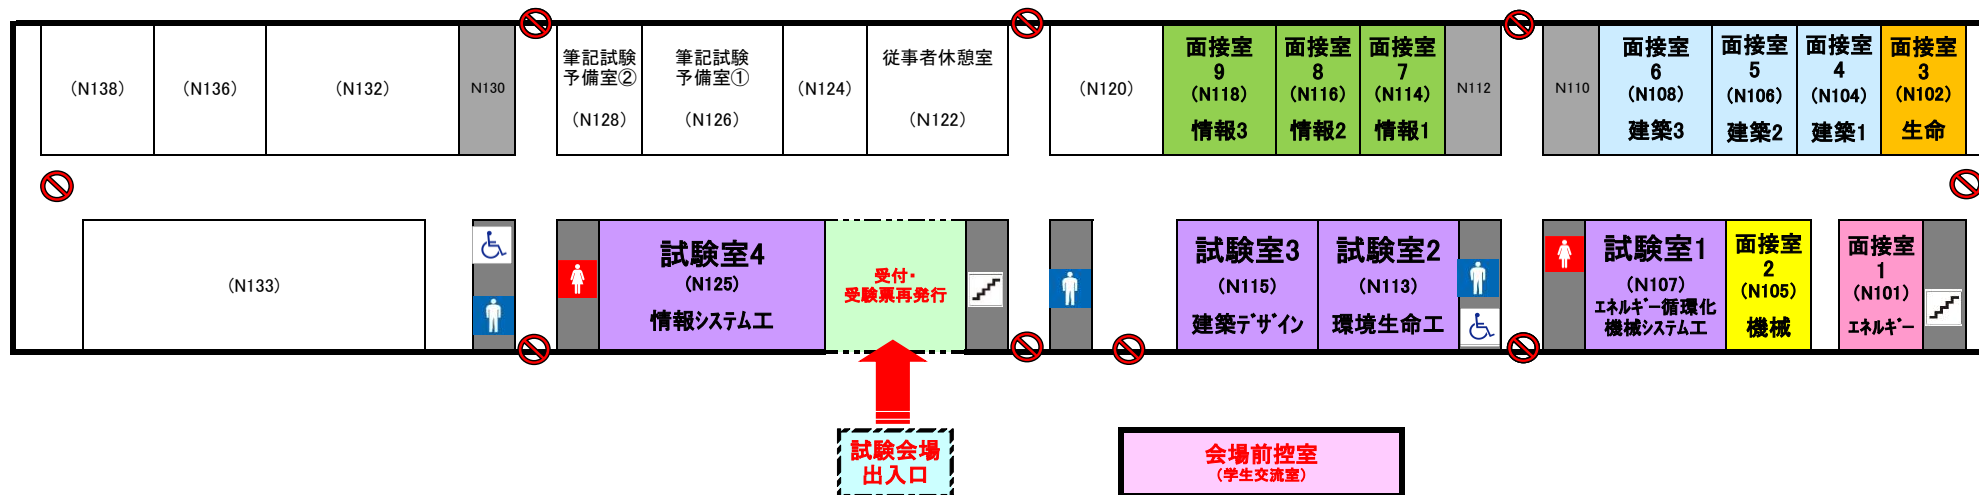 (N138)
(N136)
(N132)
N130
筆記試験
予備室②
(N128)
筆記試験
予備室①
(N126)
(N124)
従事者休憩室
(N122)
(N120)
面接室
9
(N118)
情報3
面接室
8
(N116)
情報2
面接室
7
(N114)
情報1
N112
N110
面接室
6
(N108)
建築3
面接室
5
(N106)
建築2
面接室
4
(N104)
建築1
面接室
3
(N102)
生命
(N133)
試験室4
(N125)
情報システム工
受付・
受験票再発行
試験室3
(N115)
建築ﾃﾞｻﾞｲﾝ
試験室2
(N113)
環境生命工
試験室1
(N107)
ｴﾈﾙｷﾞｰ循環化
機械ｼｽﾃﾑ工
面接室
2
(N105)
機械
面接室
1
(N101)
ｴﾈﾙｷﾞｰ
試験会場
出入口
会場前控室
(学生交流室)